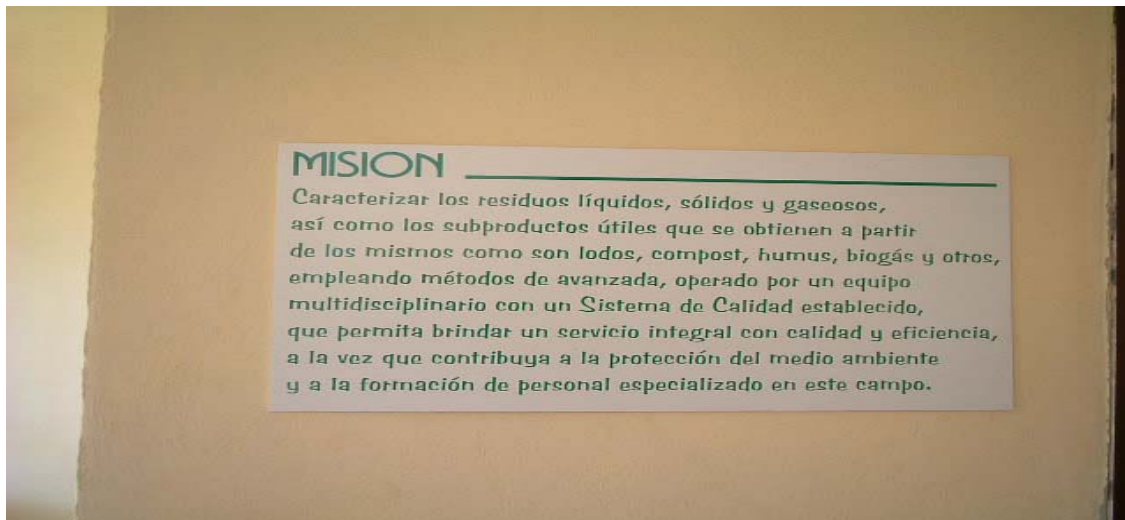 MISION
Caracterizar los residuos líquidos, sólidos y gaseosos,
así como los subproductos útiles que se obtienen a partir
de los mismos como son lodos, compost, humus, biogás y otros,
empleando métodos de avanzada, operado por un equipo
multidisciplinario con un Sistema de Calidad establecido,
que permita brindar un servicio integral con calidad y eficiencia,
a la vez que contribuya a la protección del medio ambiente
y a la formación de personal especializado en este campo.